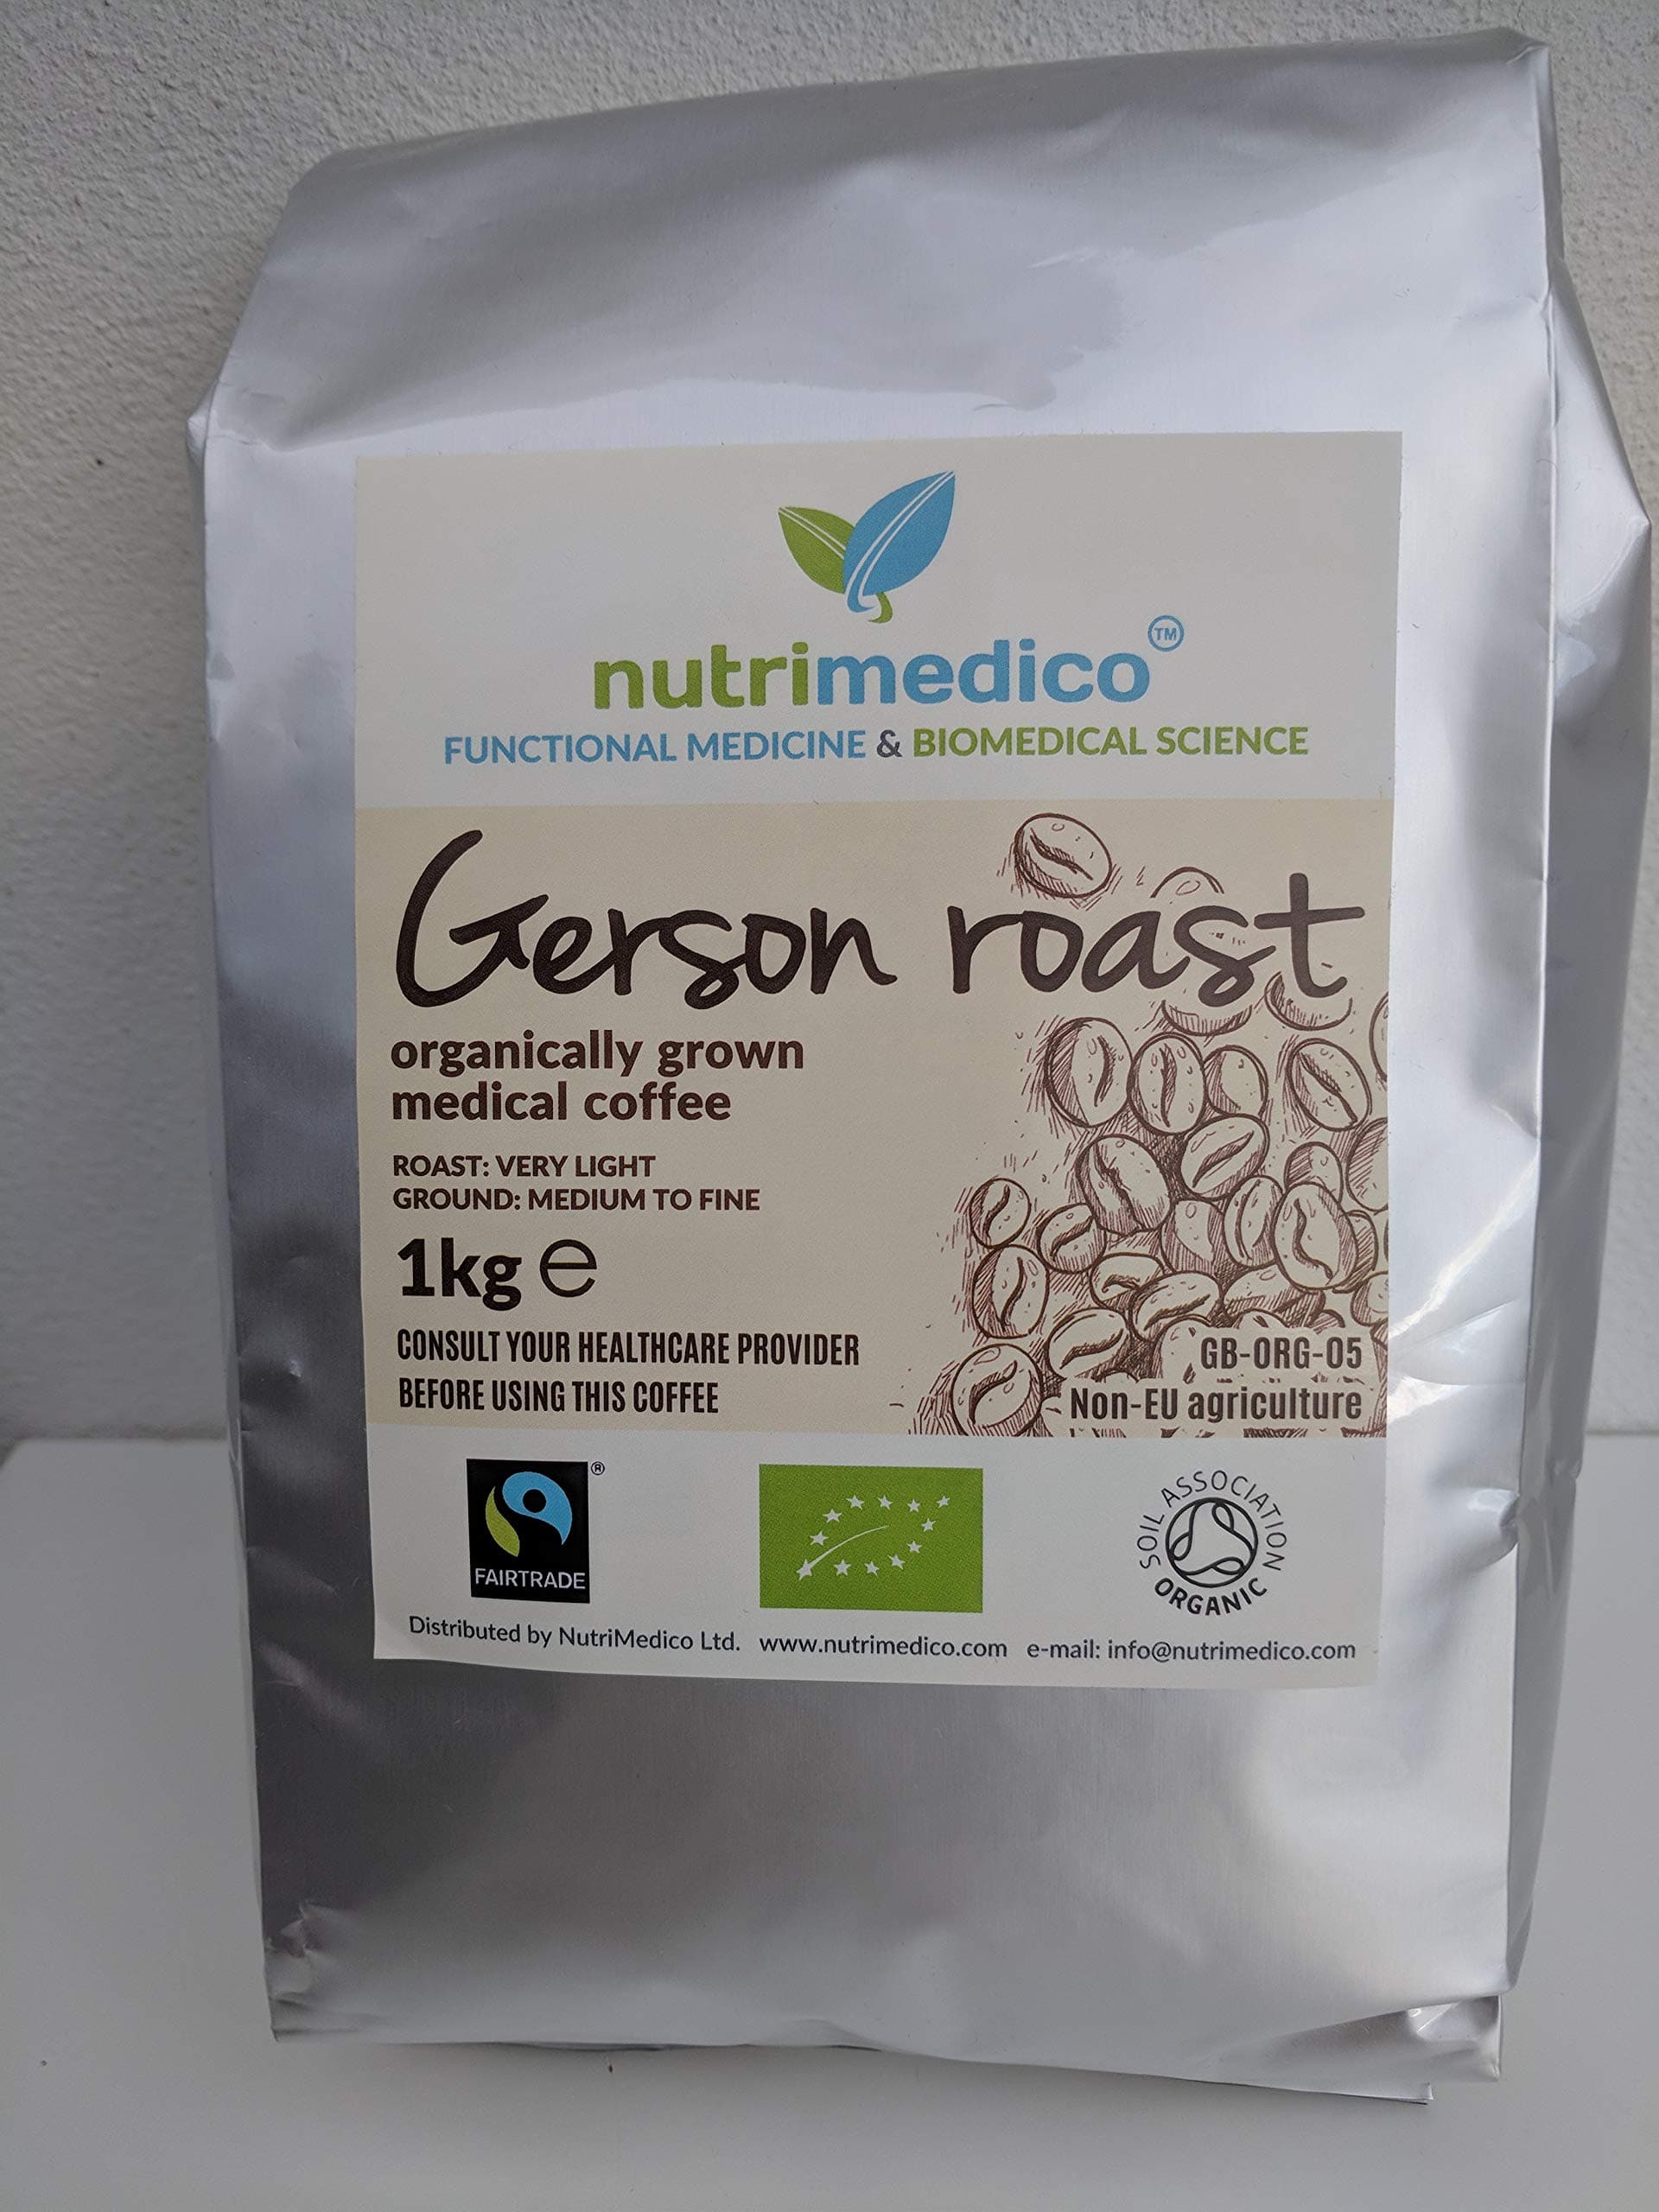 nutrimedico™
FUNCTIONAL MEDICINE & BIOMEDICAL SCIENCE
Gerson roast
organically grown
medical coffee
ROAST: VERY LIGHT
GROUND: MEDIUM TO FINE
1kg ℮
CONSULT YOUR HEALTHCARE PROVIDER
BEFORE USING THIS COFFEE
GB-ORG-05
Non-EU agriculture
FAIRTRADE ®
SOIL ASSOCIATION
ORGANIC
Distributed by NutriMedico Ltd. www.nutrimedico.com e-mail: info@nutrimedico.com